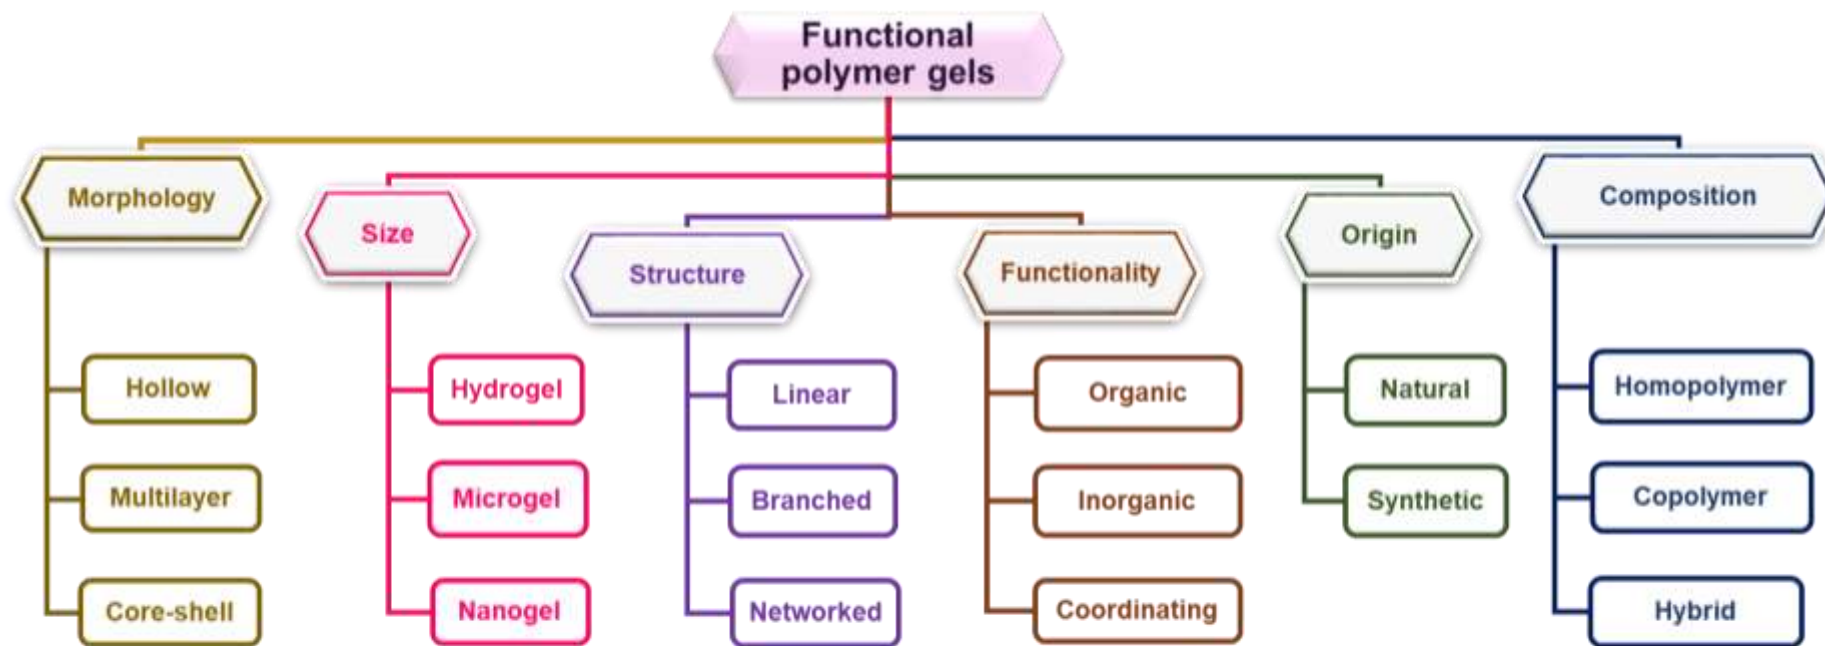 Functional
polymer gels
Morphology
Size
Structure
Functionality
Origin
Composition
Hollow
Multilayer
Core-shell
Hydrogel
Microgel
Nanogel
Linear
Branched
Networked
Organic
Inorganic
Coordinating
Natural
Synthetic
Homopolymer
Copolymer
Hybrid